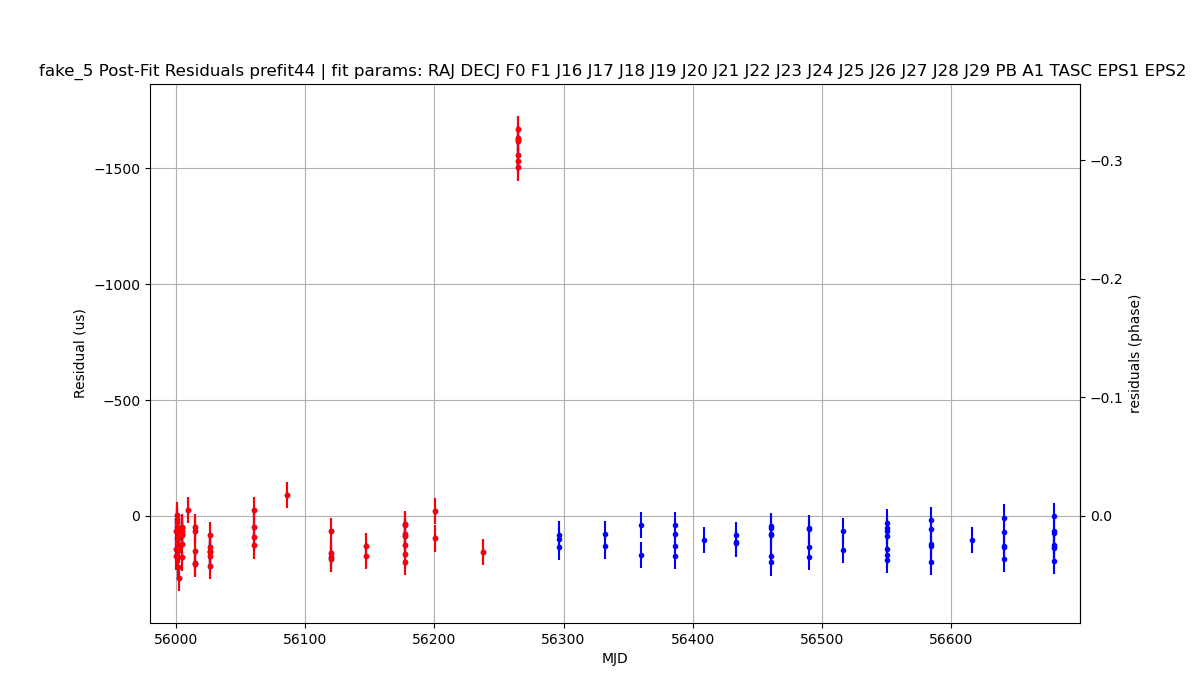 fake_5 Post-Fit Residuals prefit44 | fit params: RAJ DECJ F0 F1 J16 J17 J18 J19 J20 J21 J22 J23 J24 J25 J26 J27 J28 J29 PB A1 TASC EPS1 EPS2
−1500
−1000
−500
0
Residual (us)
−0.3
−0.2
−0.1
0.0
residuals (phase)
56000 56100 56200 56300 56400 56500 56600
MJD